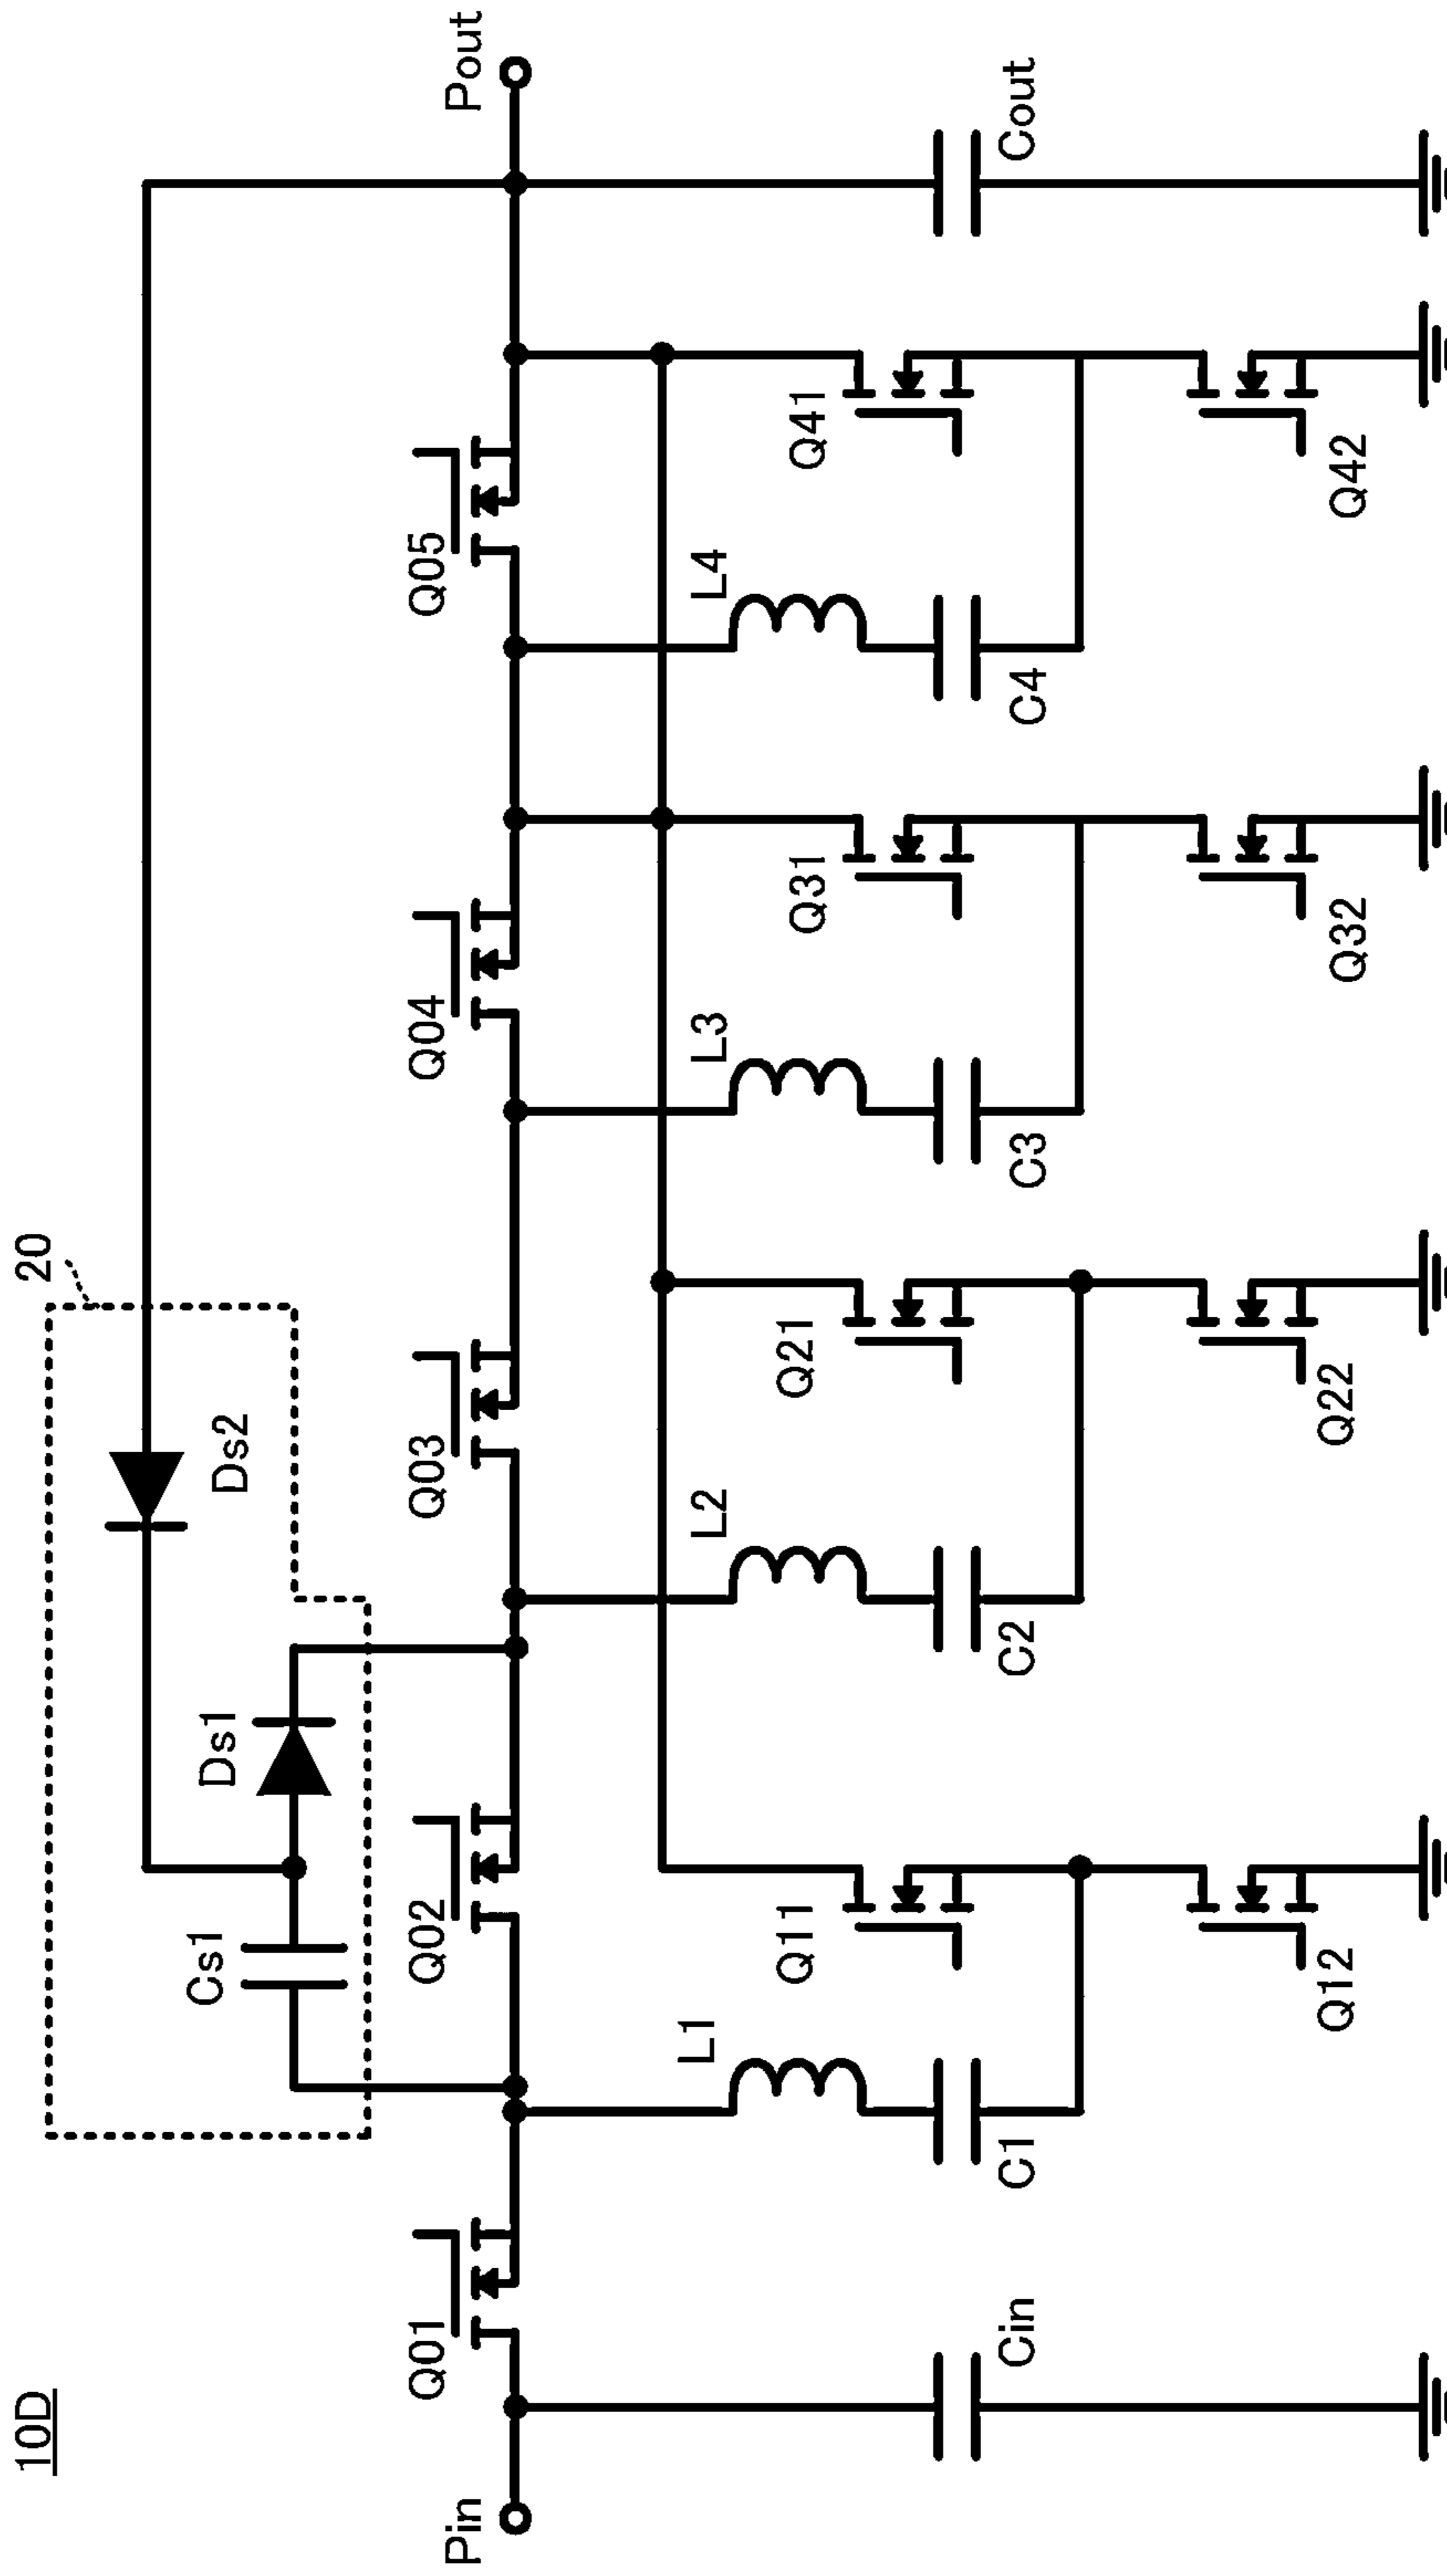 10D
20
Ds2
Cs1
Ds1
Pin
Q01
Q02
Q03
Q04
Q05
Pout
L1
L2
L3
L4
Cin
C1
Q11
C2
Q21
C3
Q31
C4
Q41
Cout
Q12
Q22
Q32
Q42